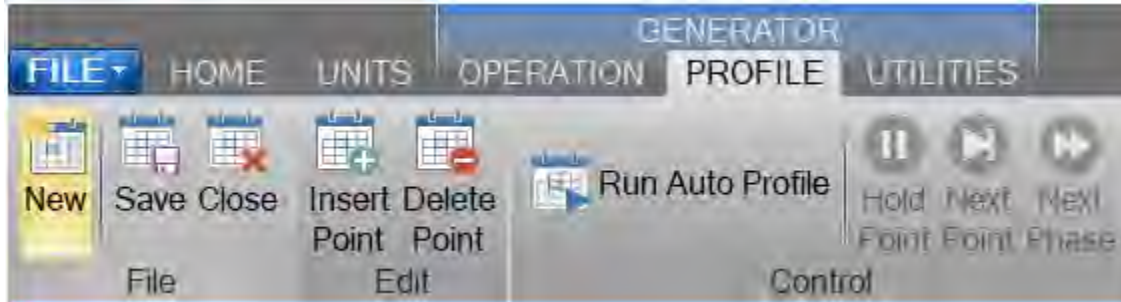 GENERATOR
FILE HOME UNITS OPERATION PROFILE UTILITIES
New Save Close Insert Point Delete Point Run Auto Profile Hold Point Next Point Next Phase
File Edit Control